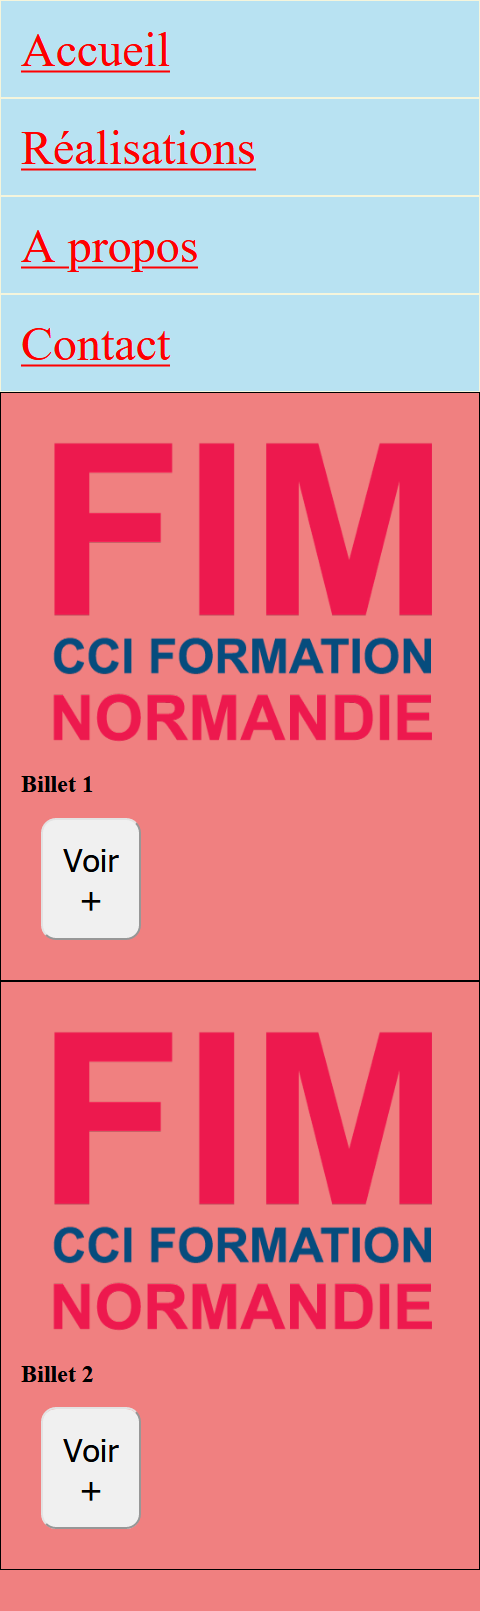 Accueil
Réalisations
A propos
Contact
FIM
CCI FORMATION
NORMANDIE
Billet 1
Voir
+
FIM
CCI FORMATION
NORMANDIE
Billet 2
Voir
+